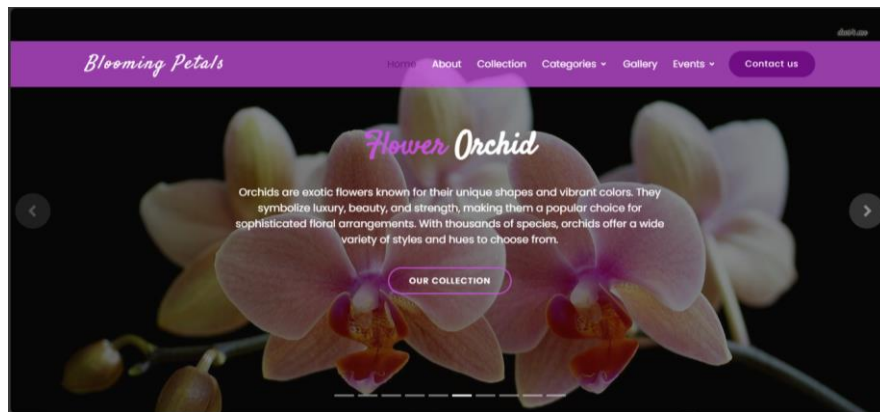 Blooming Petals
Home About Collection Categories Gallery Events Contact us
Flower Orchid
Orchids are exotic flowers known for their unique shapes and vibrant colors. They
symbolize luxury, beauty, and strength, making them a popular choice for
sophisticated floral arrangements. With thousands of species, orchids offer a wide
variety of styles and hues to choose from.
OUR COLLECTION